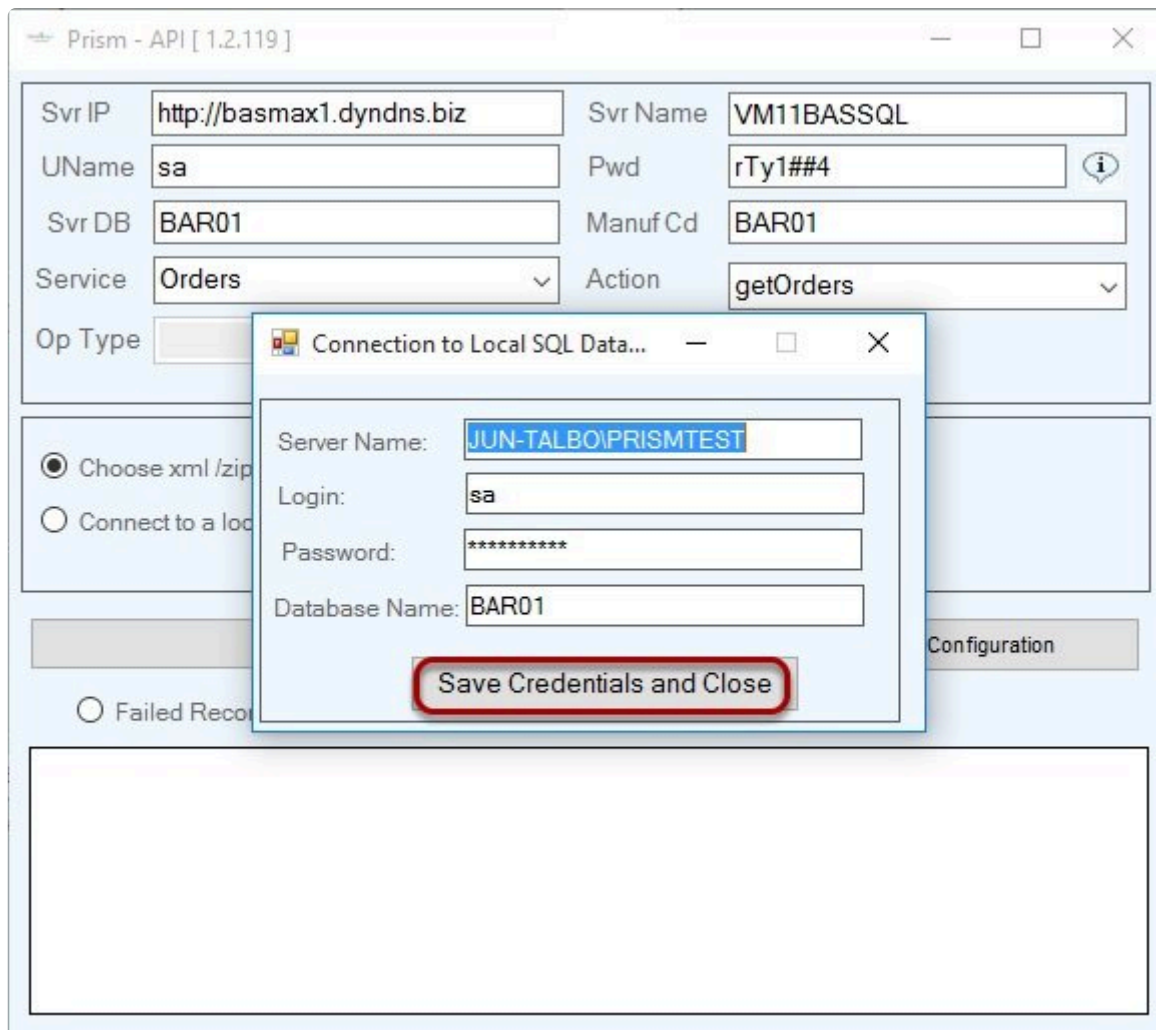 Prism - API [ 1.2.119 ]
Svr IP http://basmax1.dyndns.biz Svr Name VM11BASSQL
UName sa Pwd rTy1##4
Svr DB BAR01 Manuf Cd BAR01
Service Orders Action getOrders
Op Type
Connection to Local SQL Data...
Server Name: JUN-TALBO\PRISMTEST
Choose xml /zip
Login: sa
Connect to a loc
Password: **********
Database Name: BAR01
Configuration
Save Credentials and Close
Failed Recor